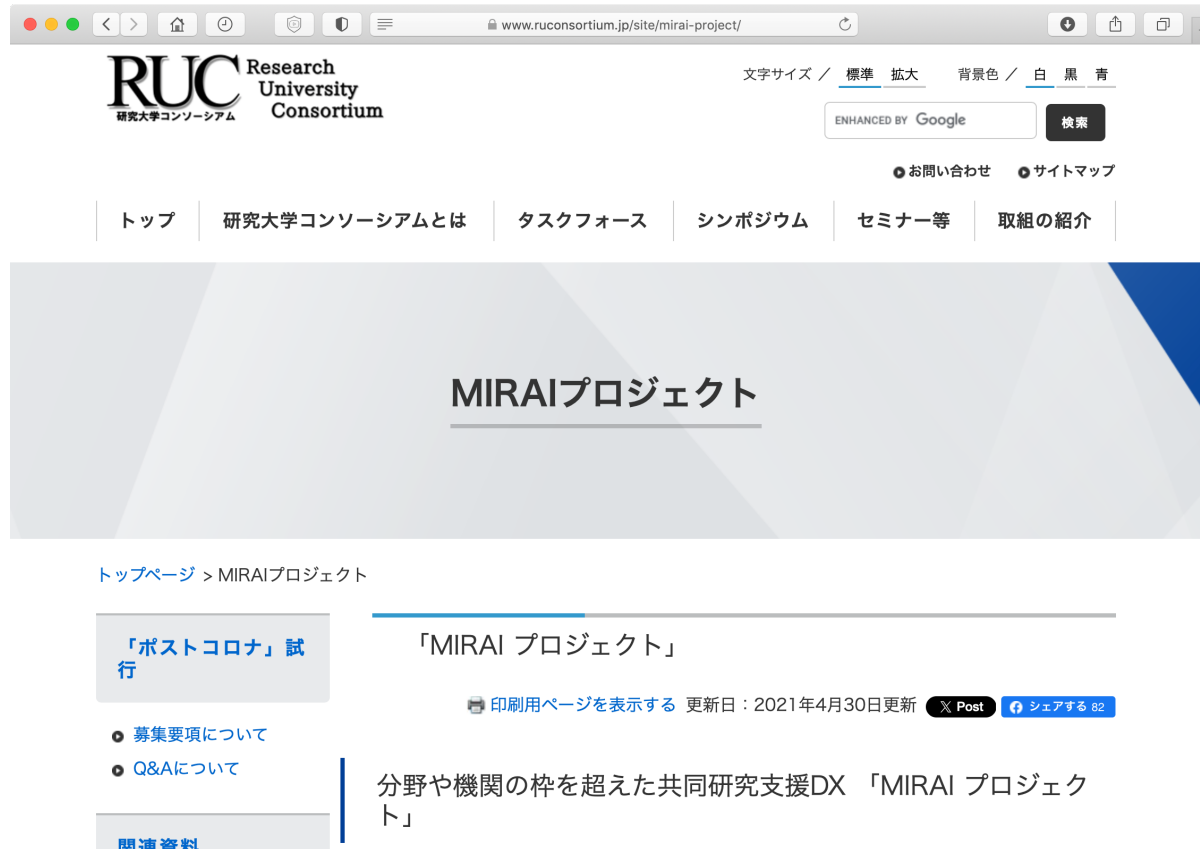 www.ruconsortium.jp/site/mirai-project/
RUC Research University Consortium
研究大学コンソーシアム
文字サイズ / 標準 拡大 背景色 / 白 黒 青
ENHANCED BY Google 検索
お問い合わせ サイトマップ
トップ 研究大学コンソーシアムとは タスクフォース シンポジウム セミナー等 取組の紹介
MIRAIプロジェクト
トップページ > MIRAIプロジェクト
「ポストコロナ」試
行
募集要項について
Q&Aについて
関連資料
「MIRAI プロジェクト」
印刷用ページを表示する 更新日：2021年4月30日更新 X Post シェアする 82
分野や機関の枠を超えた共同研究支援DX 「MIRAI プロジェク
ト」